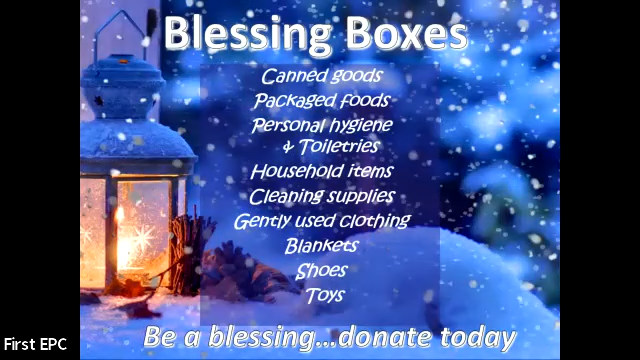 Blessing Boxes
Canned goods
Packaged foods
Personal hygiene
& Toiletries
Household items
Cleaning supplies
Gently used clothing
Blankets
Shoes
Toys
Be a blessing...donate today
First EPC